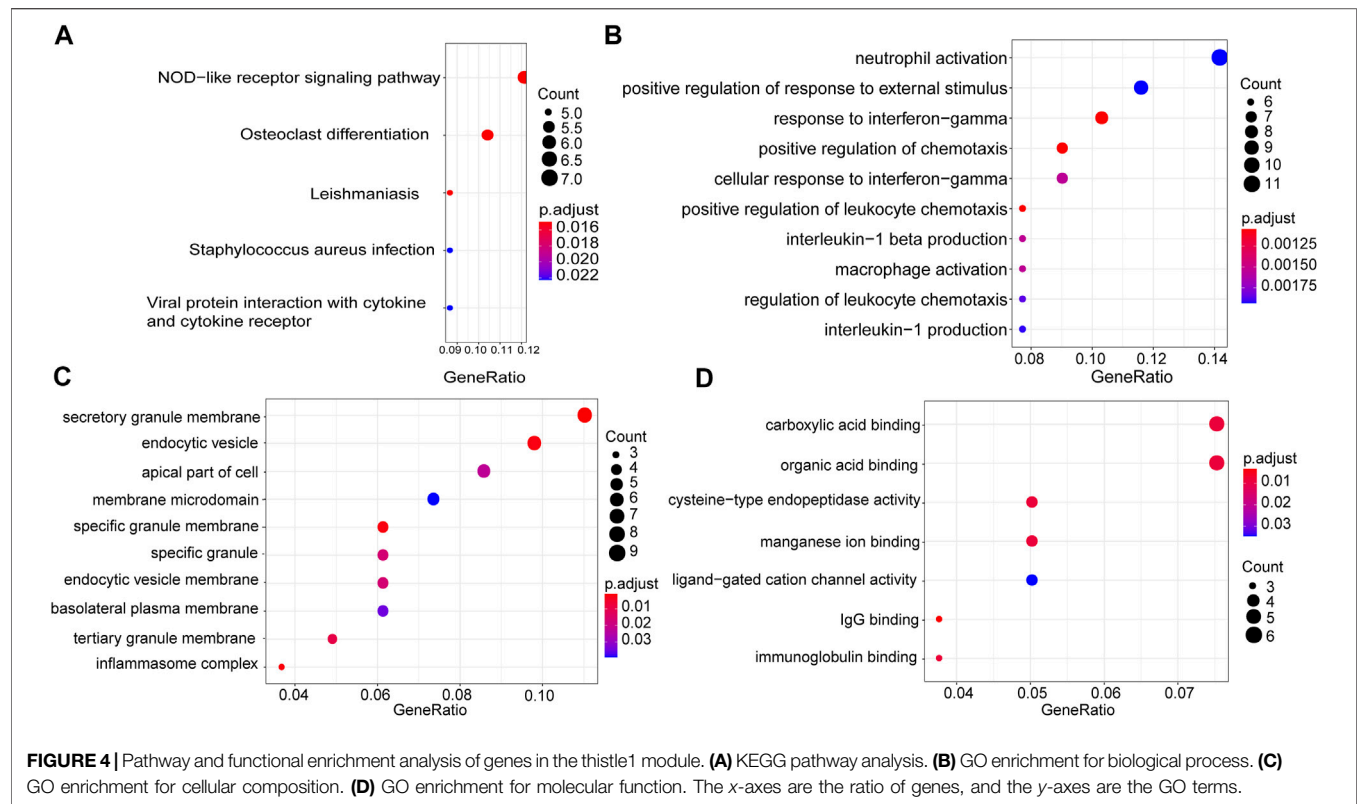 A
NOD−like receptor signaling pathway
Osteoclast differentiation
Leishmaniasis
Staphylococcus aureus infection
Viral protein interaction with cytokine
and cytokine receptor
0.09 0.10 0.11 0.12
GeneRatio
Count
5.0
5.5
6.0
6.5
7.0
p.adjust
0.016
0.018
0.020
0.022
B
neutrophil activation
positive regulation of response to external stimulus
response to interferon−gamma
positive regulation of chemotaxis
cellular response to interferon−gamma
positive regulation of leukocyte chemotaxis
interleukin−1 beta production
macrophage activation
regulation of leukocyte chemotaxis
interleukin−1 production
0.08 0.10 0.12 0.14
GeneRatio
Count
6
7
8
9
10
11
p.adjust
0.00125
0.00150
0.00175
C
secretory granule membrane
endocytic vesicle
apical part of cell
membrane microdomain
specific granule membrane
specific granule
endocytic vesicle membrane
basolateral plasma membrane
tertiary granule membrane
inflammasome complex
0.04 0.06 0.08 0.10
GeneRatio
Count
3
4
5
6
7
8
9
p.adjust
0.01
0.02
0.03
D
carboxylic acid binding
organic acid binding
cysteine−type endopeptidase activity
manganese ion binding
ligand−gated cation channel activity
IgG binding
immunoglobulin binding
0.04 0.05 0.06 0.07
GeneRatio
p.adjust
0.01
0.02
0.03
Count
3
4
5
6
FIGURE 4 | Pathway and functional enrichment analysis of genes in the thistle1 module. (A) KEGG pathway analysis. (B) GO enrichment for biological process. (C)
GO enrichment for cellular composition. (D) GO enrichment for molecular function. The x-axes are the ratio of genes, and the y-axes are the GO terms.